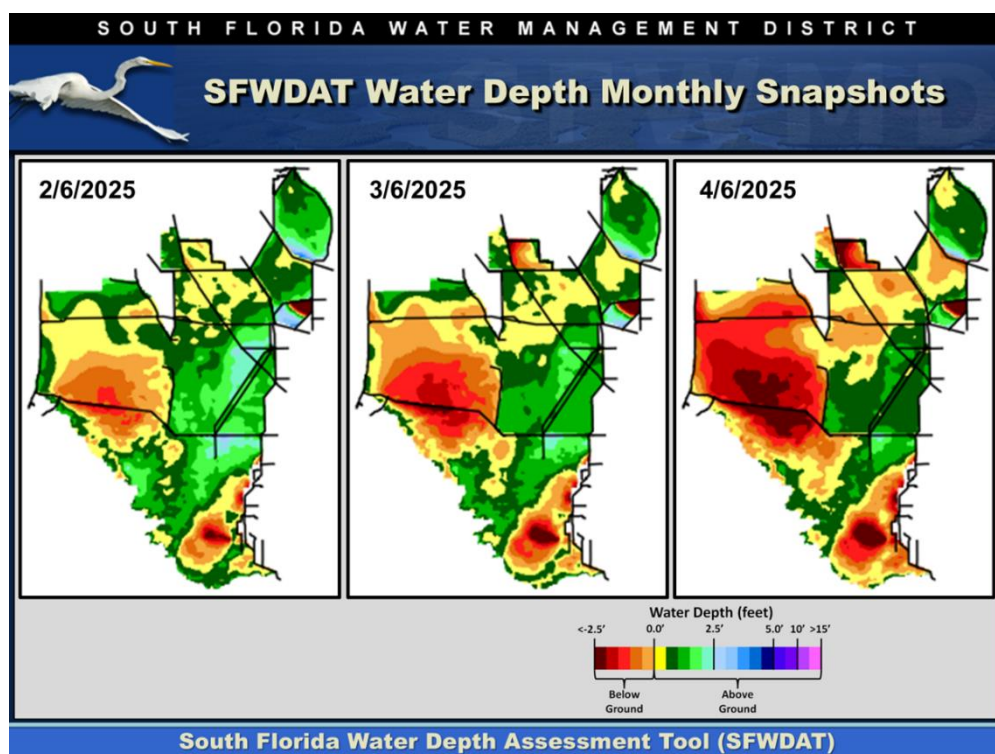 SOUTH FLORIDA WATER MANAGEMENT DISTRICT
SFWDAT Water Depth Monthly Snapshots
SFWMD
2/6/2025
3/6/2025
4/6/2025
Water Depth (feet)
<-2.5' 0.0' 2.5' 5.0' 10' >15'
Below Ground
Above Ground
South Florida Water Depth Assessment Tool (SFWDAT)